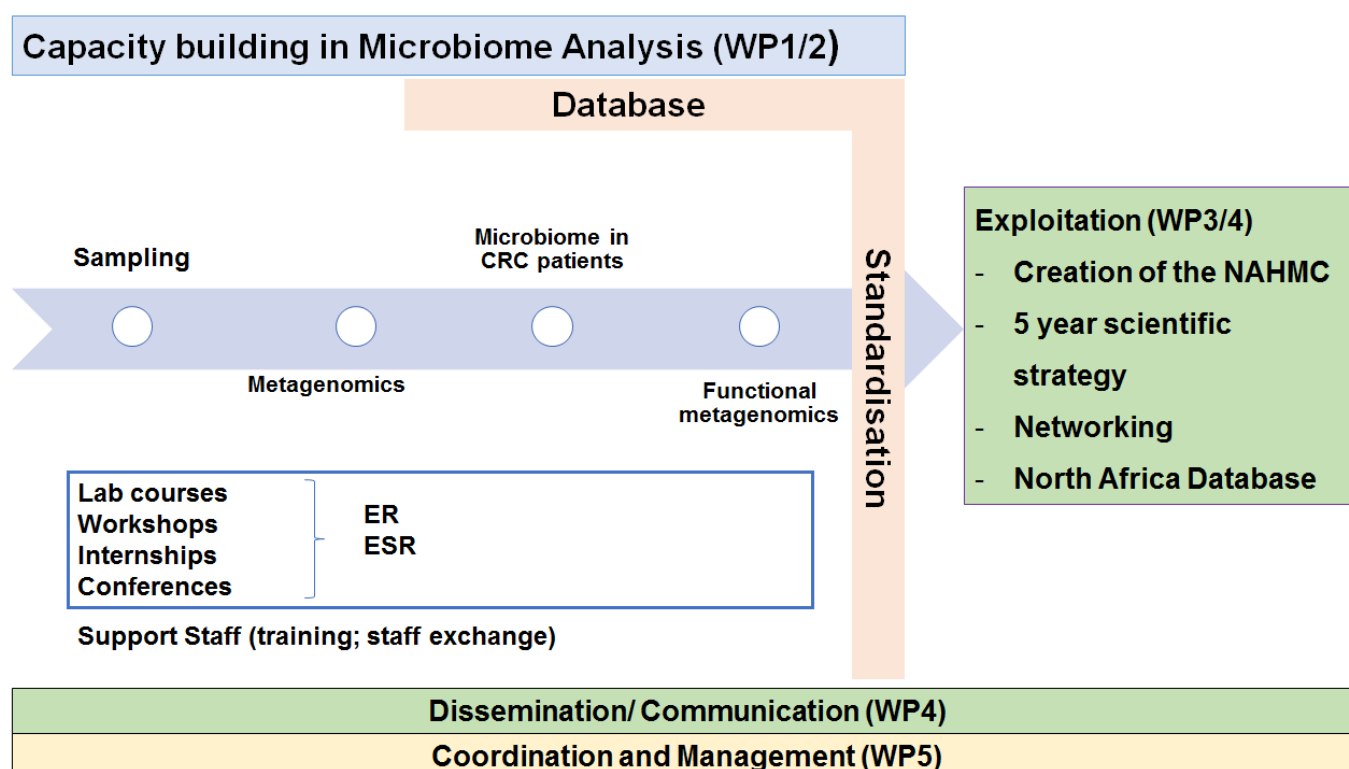 Capacity building in Microbiome Analysis (WP1/2)
Database
Sampling
Microbiome in
CRC patients
Metagenomics
Functional
metagenomics
Standardisation
Exploitation (WP3/4)
- Creation of the NAHMC
- 5 year scientific
strategy
- Networking
- North Africa Database
Lab courses
Workshops
Internships
Conferences
ER
ESR
Support Staff (training; staff exchange)
Dissemination/ Communication (WP4)
Coordination and Management (WP5)